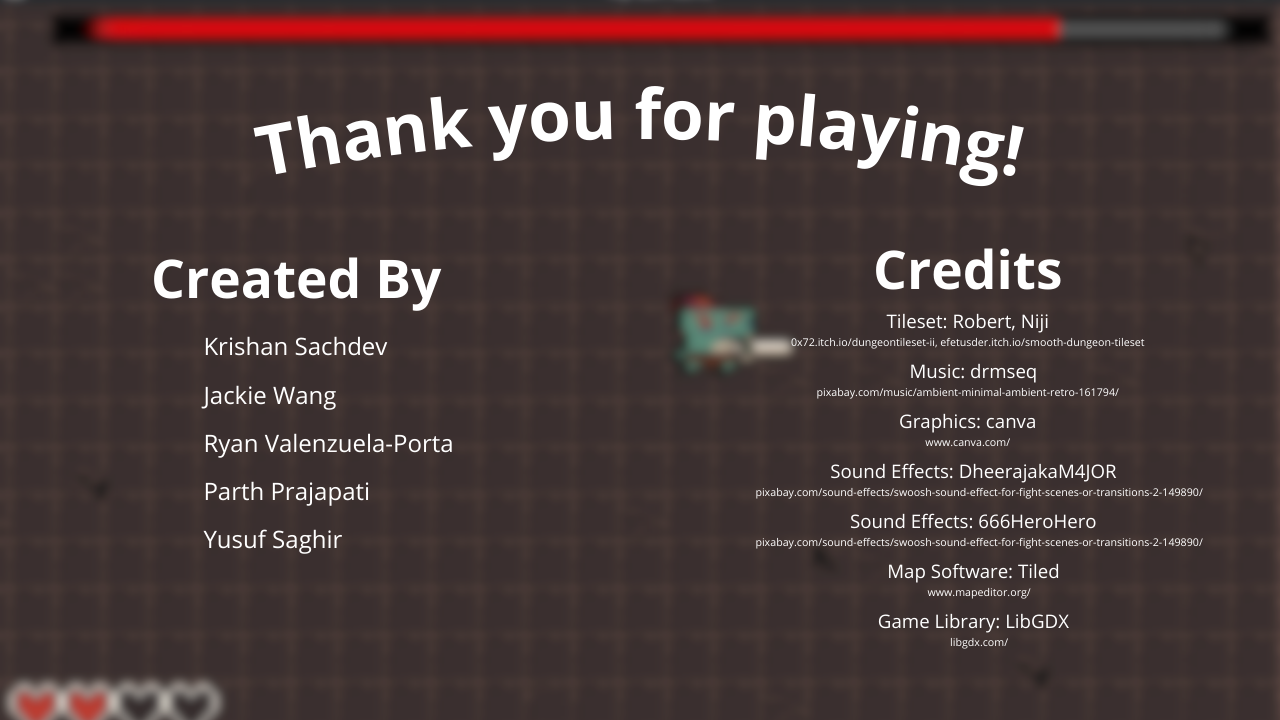 Thank you for playing!
Created By
Krishan Sachdev
Jackie Wang
Ryan Valenzuela-Porta
Parth Prajapati
Yusuf Saghir
Credits
Tileset: Robert, Niji
0x72.itch.io/dungeontileset-ii, efetusder.itch.io/smooth-dungeon-tileset
Music: drmseq
pixabay.com/music/ambient-minimal-ambient-retro-161794/
Graphics: canva
www.canva.com/
Sound Effects: DheerajakaM4JOR
pixabay.com/sound-effects/swoosh-sound-effect-for-fight-scenes-or-transitions-2-149890/
Sound Effects: 666HeroHero
pixabay.com/sound-effects/swoosh-sound-effect-for-fight-scenes-or-transitions-2-149890/
Map Software: Tiled
www.mapeditor.org/
Game Library: LibGDX
libgdx.com/